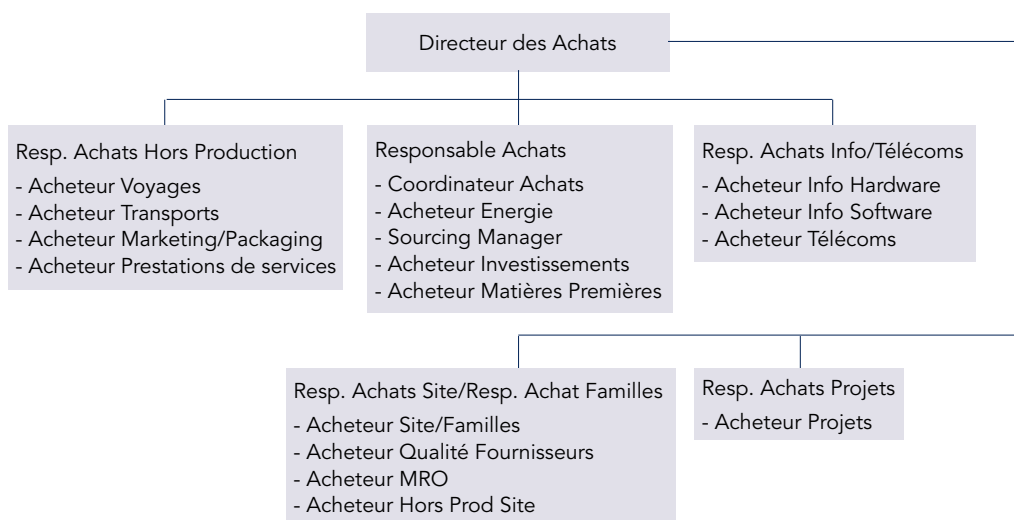 Directeur des Achats
Resp. Achats Hors Production
- Acheteur Voyages
- Acheteur Transports
- Acheteur Marketing/Packaging
- Acheteur Prestations de services
Responsable Achats
- Coordinateur Achats
- Acheteur Energie
- Sourcing Manager
- Acheteur Investissements
- Acheteur Matières Premières
Resp. Achats Info/Télécoms
- Acheteur Info Hardware
- Acheteur Info Software
- Acheteur Télécoms
Resp. Achats Site/Resp. Achat Familles
- Acheteur Site/Familles
- Acheteur Qualité Fournisseurs
- Acheteur MRO
- Acheteur Hors Prod Site
Resp. Achats Projets
- Acheteur Projets